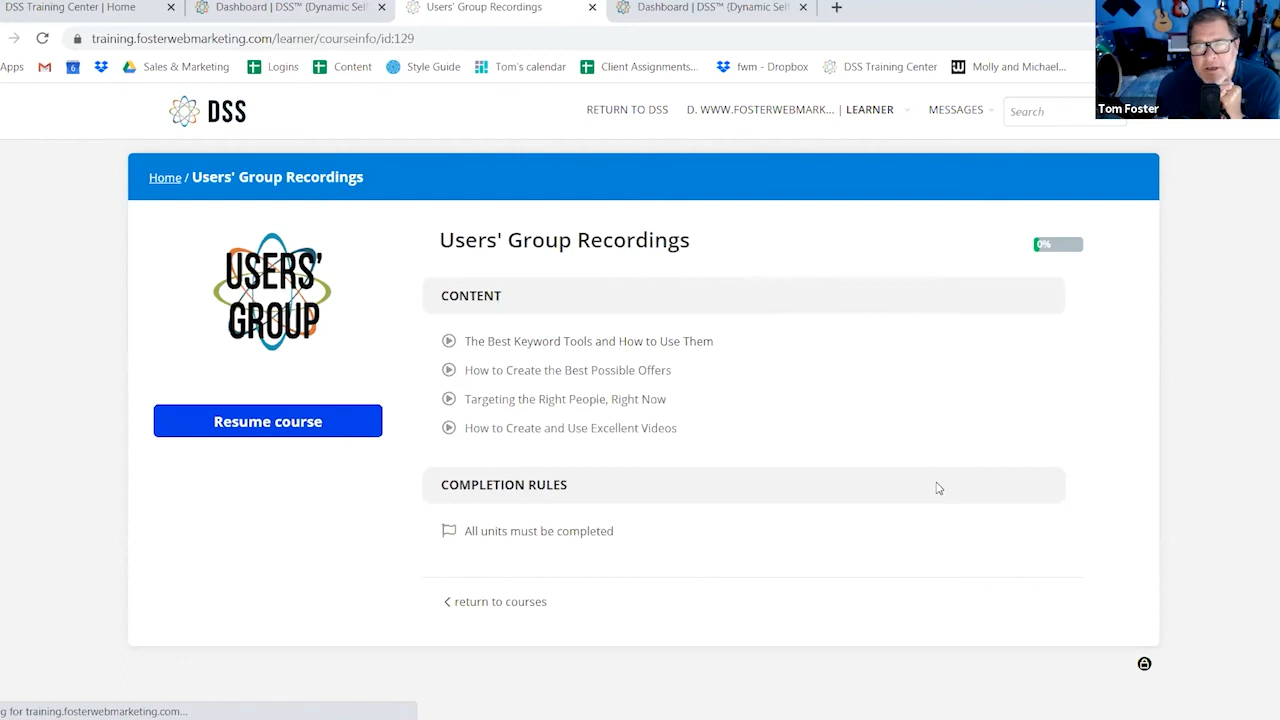 DSS Training Center | Home
Dashboard | DSS™ (Dynamic Sel
Users' Group Recordings
Dashboard | DSS™ (Dynamic Sel
training.fosterwebmarketing.com/learner/courseinfo/id:129
Apps
6
Sales & Marketing
Logins
Content
Style Guide
Tom's calendar
Client Assignments...
fwm - Dropbox
DSS Training Center
Molly and Michael...
Tom Foster
DSS
RETURN TO DSS
D. WWW.FOSTERWEBMARK... | LEARNER
MESSAGES
Search
Home / Users' Group Recordings
USERS'
GROUP
Resume course
Users' Group Recordings
0%
CONTENT
The Best Keyword Tools and How to Use Them
How to Create the Best Possible Offers
Targeting the Right People, Right Now
How to Create and Use Excellent Videos
COMPLETION RULES
All units must be completed
return to courses
g for training.fosterwebmarketing.com...